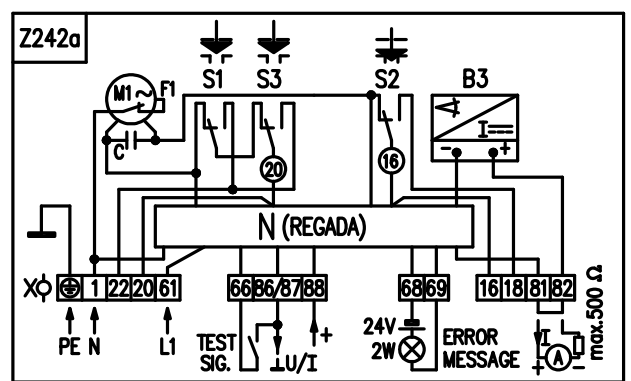 Z242a
S1 S3 S2 B3
M1 ~ F1
I
C
- +
20 16
N (REGADA)
X
1 22 20 61 66 86/87 88 68 69 16 18 81 82
PE N L1
TEST
SIG.
⊥U/I
+
24V
2W
ERROR
MESSAGE
I
A
+ -
max.500 Ω